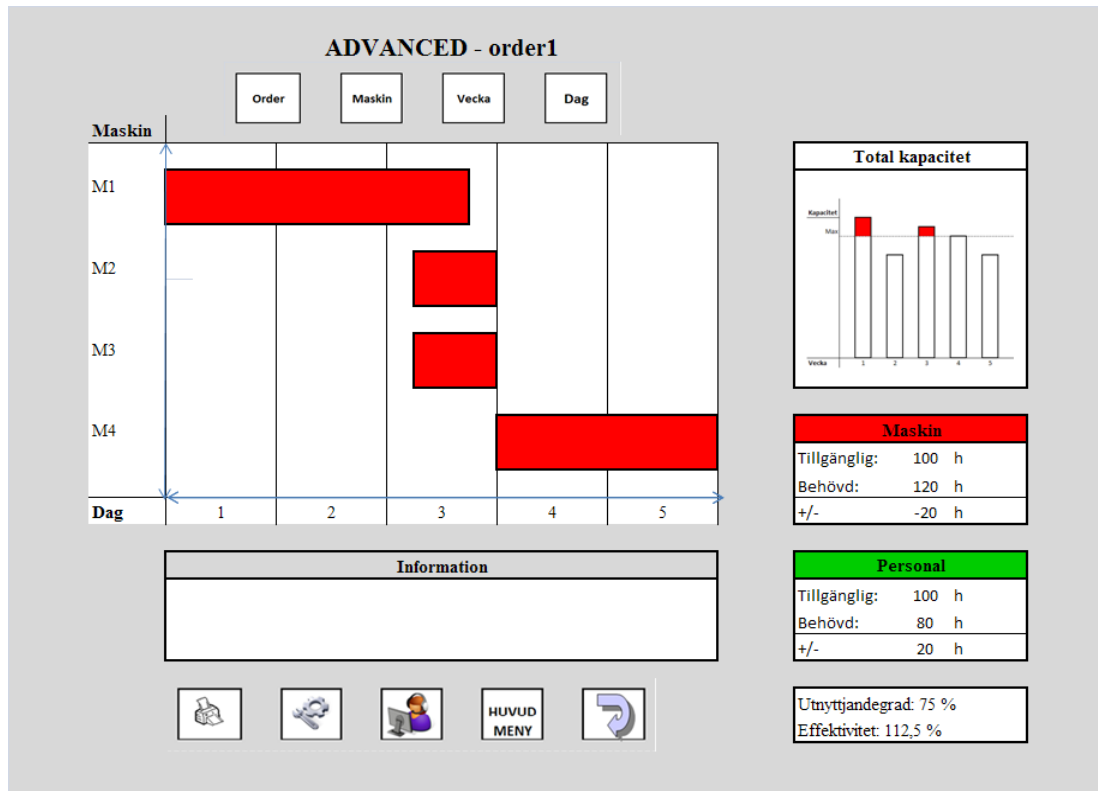 ADVANCED - order1
Order Maskin Vecka Dag
Maskin
M1
M2
M3
M4
Dag 1 2 3 4 5
Total kapacitet
Kapacitet
Max
Vecka 1 2 3 4 5
Maskin
Tillgänglig: 100 h
Behövd: 120 h
+/- -20 h
Information
Personal
Tillgänglig: 100 h
Behövd: 80 h
+/- 20 h
HUVUD
MENY
Utnyttjandegrad: 75 %
Effektivitet: 112,5 %